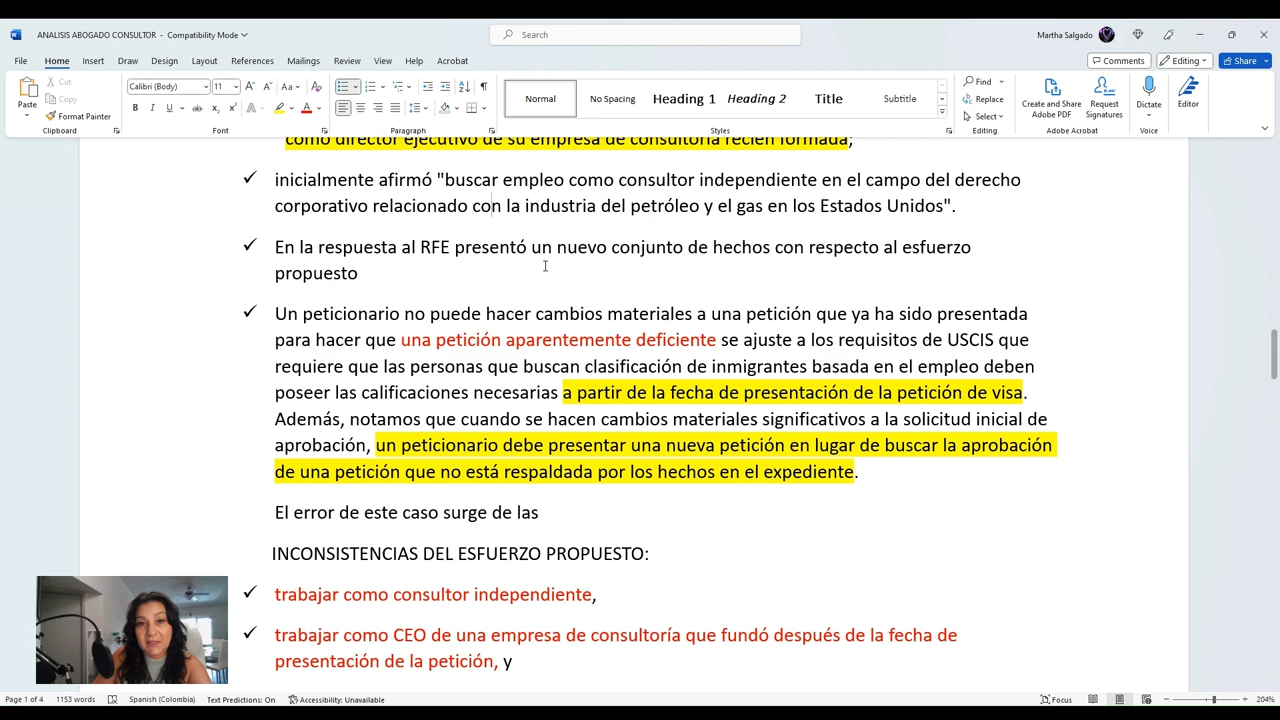 ANALISIS ABOGADO CONSULTOR - Compatibility Mode
Search
Martha Salgado
File Home Insert Draw Design Layout References Mailings Review View Help Acrobat
Comments Editing Share
Paste
Cut
Copy
Format Painter
Clipboard
Calibri (Body) 11
Font
Paragraph
Normal
No Spacing
Heading 1
Heading 2
Title
Subtitle
Styles
Find
Replace
Select
Editing
Create and Share Adobe PDF
Request Signatures
Adobe Acrobat
Dictate
Voice
Editor
Editor
como director ejecutivo de su empresa de consultoría recién formada;
✓ inicialmente afirmó "buscar empleo como consultor independiente en el campo del derecho
corporativo relacionado con la industria del petróleo y el gas en los Estados Unidos".
✓ En la respuesta al RFE presentó un nuevo conjunto de hechos con respecto al esfuerzo
propuesto
✓ Un peticionario no puede hacer cambios materiales a una petición que ya ha sido presentada
para hacer que una petición aparentemente deficiente se ajuste a los requisitos de USCIS que
requiere que las personas que buscan clasificación de inmigrantes basada en el empleo deben
poseer las calificaciones necesarias a partir de la fecha de presentación de la petición de visa.
Además, notamos que cuando se hacen cambios materiales significativos a la solicitud inicial de
aprobación, un peticionario debe presentar una nueva petición en lugar de buscar la aprobación
de una petición que no está respaldada por los hechos en el expediente.
El error de este caso surge de las
INCONSISTENCIAS DEL ESFUERZO PROPUESTO:
✓ trabajar como consultor independiente,
✓ trabajar como CEO de una empresa de consultoría que fundó después de la fecha de
presentación de la petición, y
Page 1 of 4 1153 words Spanish (Colombia) Text Predictions: On Accessibility: Unavailable Focus 204%